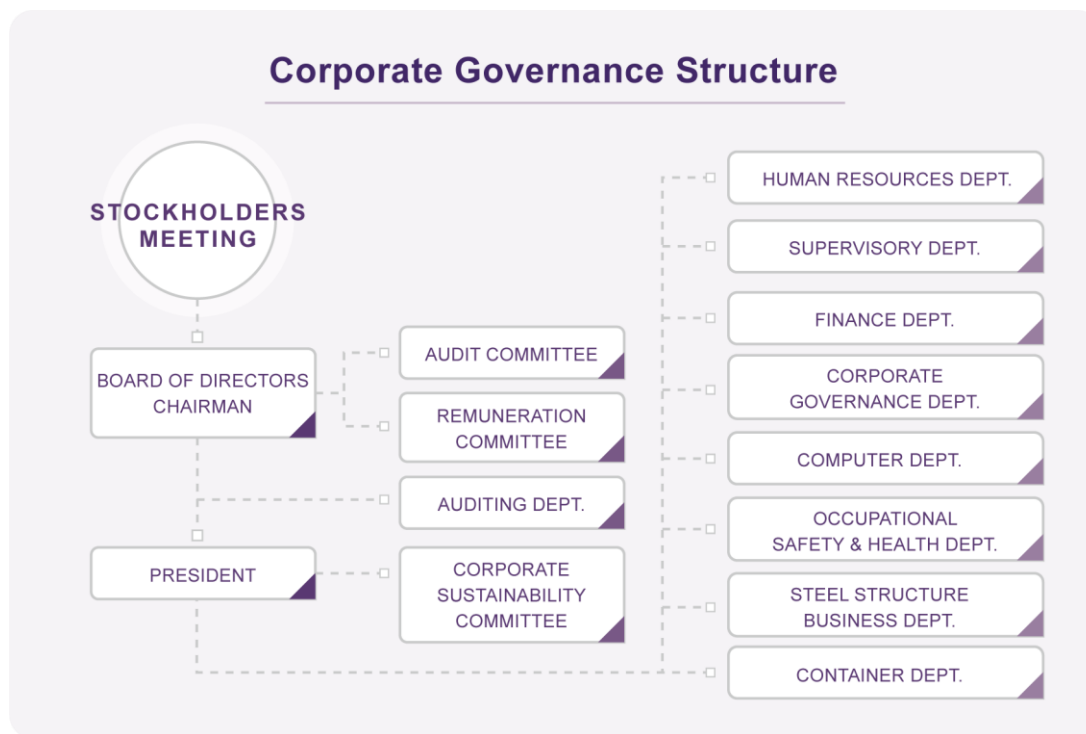 Corporate Governance Structure
STOCKHOLDERS
MEETING
BOARD OF DIRECTORS
CHAIRMAN
AUDIT COMMITTEE
REMUNERATION
COMMITTEE
AUDITING DEPT.
PRESIDENT
CORPORATE
SUSTAINABILITY
COMMITTEE
HUMAN RESOURCES DEPT.
SUPERVISORY DEPT.
FINANCE DEPT.
CORPORATE
GOVERNANCE DEPT.
COMPUTER DEPT.
OCCUPATIONAL
SAFETY & HEALTH DEPT.
STEEL STRUCTURE
BUSINESS DEPT.
CONTAINER DEPT.